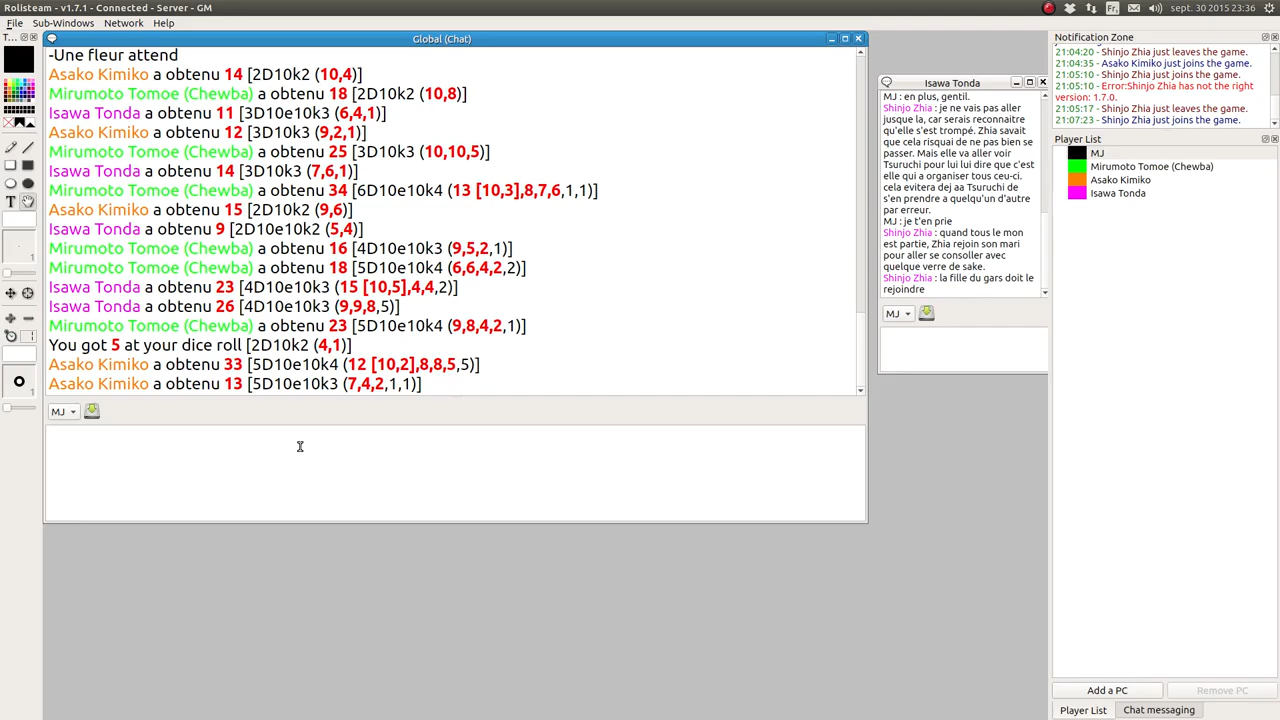 Rolisteam - v1.7.1 - Connected - Server - GM
Fr
sept. 30 2015 23:36
File Sub-Windows Network Help
T...
Global (Chat)
-Une fleur attend
Asako Kimiko a obtenu 14 [2D10k2 (10,4)]
Mirumoto Tomoe (Chewba) a obtenu 18 [2D10k2 (10,8)]
Isawa Tonda a obtenu 11 [3D10k3 (6,4,1)]
Asako Kimiko a obtenu 12 [3D10k3 (9,2,1)]
Mirumoto Tomoe (Chewba) a obtenu 25 [3D10k3 (10,10,5)]
Isawa Tonda a obtenu 14 [3D10k3 (7,6,1)]
Mirumoto Tomoe (Chewba) a obtenu 34 [6D10e10k4 (13 [10,3],8,7,6,1,1)]
Asako Kimiko a obtenu 15 [2D10k2 (9,6)]
Isawa Tonda a obtenu 9 [2D10e10k2 (5,4)]
Mirumoto Tomoe (Chewba) a obtenu 16 [4D10e10k3 (9,5,2,1)]
Mirumoto Tomoe (Chewba) a obtenu 18 [5D10e10k4 (6,6,4,2,2)]
Isawa Tonda a obtenu 23 [4D10e10k3 (15 [10,5],4,4,2)]
Isawa Tonda a obtenu 26 [4D10e10k3 (9,9,8,5)]
Mirumoto Tomoe (Chewba) a obtenu 23 [5D10e10k4 (9,8,4,2,1)]
You got 5 at your dice roll [2D10k2 (4,1)]
Asako Kimiko a obtenu 33 [5D10e10k4 (12 [10,2],8,8,5,5)]
Asako Kimiko a obtenu 13 [5D10e10k3 (7,4,2,1,1)]
MJ
T
1
1
1
Isawa Tonda
MJ : en plus, gentil.
Shinjo Zhia : je ne vais pas aller
jusque la, car serais reconnaitre
qu'elle s'est trompé. Zhia savait
que cela risquai de ne pas bien se
passer. Mais elle va aller voir
Tsuruchi pour lui lui dire que c'est
elle qui a organiser tous ceu-ci.
cela evitera dej aa Tsuruchi de
s'en prendre a quelqu'un d'autre
par erreur.
MJ : je t'en prie
Shinjo Zhia : quand tous le mon
est partie, Zhia rejoin son mari
pour aller se consoller avec
quelque verre de sake.
Shinjo Zhia : la fille du gars doit le
rejoindre
MJ
Notification Zone
21:04:20 - Shinjo Zhia just leaves the game.
21:04:35 - Asako Kimiko just joins the game.
21:05:10 - Shinjo Zhia just joins the game.
21:05:10 - Error:Shinjo Zhia has not the right
version: 1.7.0.
21:05:17 - Shinjo Zhia just leaves the game.
21:07:23 - Shinjo Zhia just joins the game.
Player List
MJ
Mirumoto Tomoe (Chewba)
Asako Kimiko
Isawa Tonda
Add a PC
Remove PC
Player List
Chat messaging